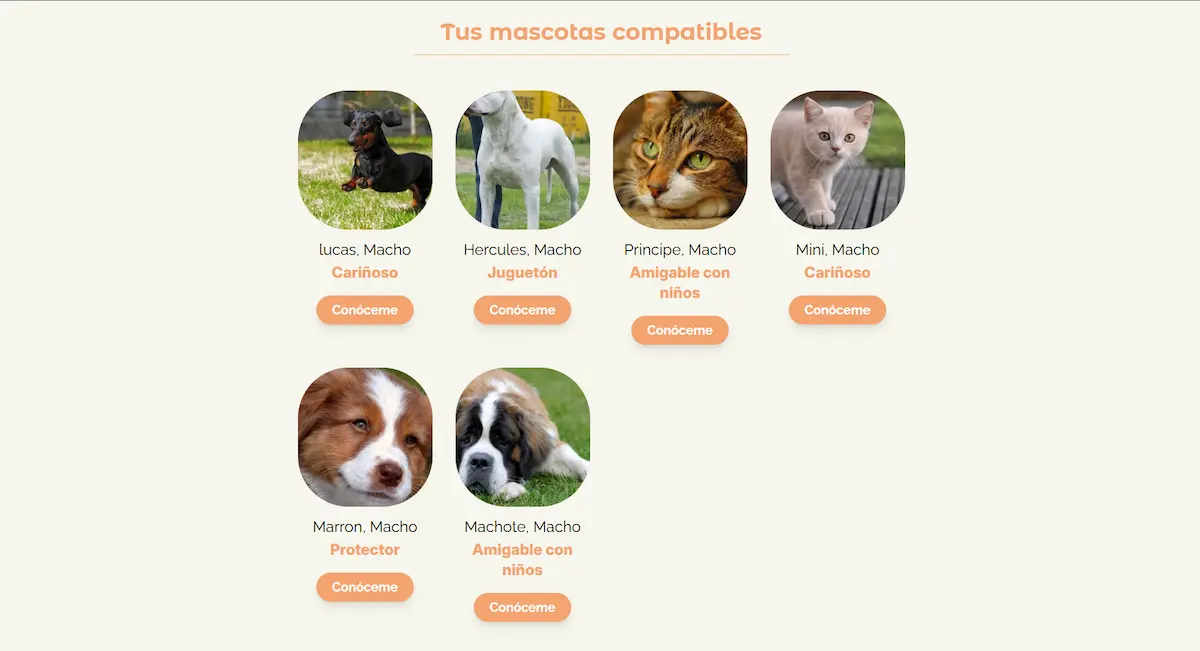 Tus mascotas compatibles
lucas, Macho
Cariñoso
Conóceme
Hercules, Macho
Juguetón
Conóceme
Principe, Macho
Amigable con
niños
Conóceme
Mini, Macho
Cariñoso
Conóceme
Marron, Macho
Protector
Conóceme
Machote, Macho
Amigable con
niños
Conóceme